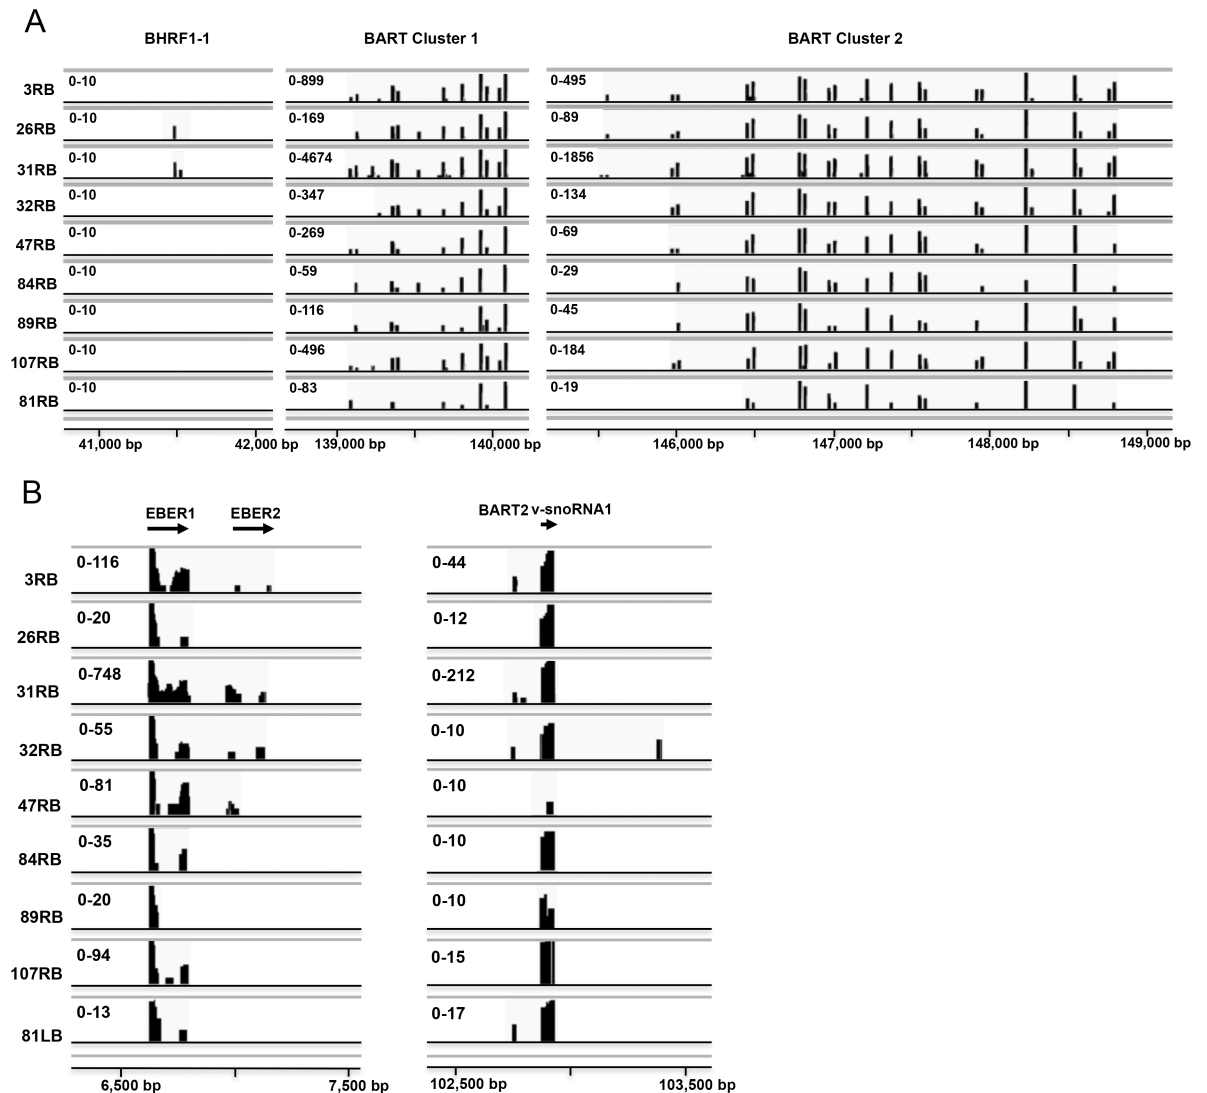 A
BHRF1-1 BART Cluster 1 BART Cluster 2
3RB 0-10 0-899 0-495
26RB 0-10 0-169 0-89
31RB 0-10 0-4674 0-1856
32RB 0-10 0-347 0-134
47RB 0-10 0-269 0-69
84RB 0-10 0-59 0-29
89RB 0-10 0-116 0-45
107RB 0-10 0-496 0-184
81RB 0-10 0-83 0-19
41,000 bp 42,000 bp 139,000 bp 140,000 bp 146,000 bp 147,000 bp 148,000 bp 149,000 bp
B
EBER1 EBER2 BART2 v-snoRNA1
3RB 0-116 0-44
26RB 0-20 0-12
31RB 0-748 0-212
32RB 0-55 0-10
47RB 0-81 0-10
84RB 0-35 0-10
89RB 0-20 0-10
107RB 0-94 0-15
81LB 0-13 0-17
6,500 bp 7,500 bp 102,500 bp 103,500 bp